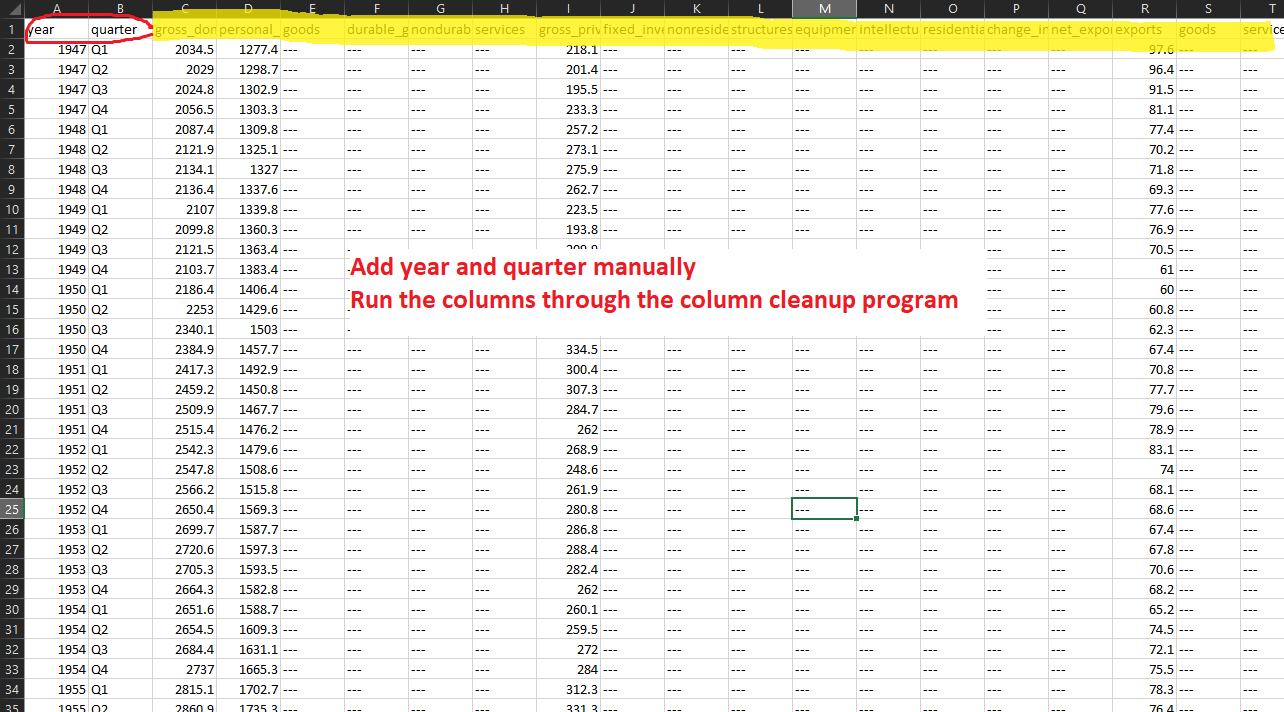 A B C D E F G H I J K L M N O P Q R S T
1 year quarter gross_don personal_ goods durable_g nondurab services gross_priv fixed_inve nonreside structures equipmen intellectu residentia change_in net_expo exports goods service
2 1947 Q1 2034.5 1277.4 --- --- --- --- 218.1 --- --- --- --- --- --- --- --- 97.6 --- ---
3 1947 Q2 2029 1298.7 --- --- --- --- 201.4 --- --- --- --- --- --- --- --- 96.4 --- ---
4 1947 Q3 2024.8 1302.9 --- --- --- --- 195.5 --- --- --- --- --- --- --- --- 91.5 --- ---
5 1947 Q4 2056.5 1303.3 --- --- --- --- 233.3 --- --- --- --- --- --- --- --- 81.1 --- ---
6 1948 Q1 2087.4 1309.8 --- --- --- --- 257.2 --- --- --- --- --- --- --- --- 77.4 --- ---
7 1948 Q2 2121.9 1325.1 --- --- --- --- 273.1 --- --- --- --- --- --- --- --- 70.2 --- ---
8 1948 Q3 2134.1 1327 --- --- --- --- 275.9 --- --- --- --- --- --- --- --- 71.8 --- ---
9 1948 Q4 2136.4 1337.6 --- --- --- --- 262.7 --- --- --- --- --- --- --- --- 69.3 --- ---
10 1949 Q1 2107 1339.8 --- --- --- --- 223.5 --- --- --- --- --- --- --- --- 77.6 --- ---
11 1949 Q2 2099.8 1360.3 --- --- --- --- 193.8 --- --- --- --- --- --- --- --- 76.9 --- ---
12 1949 Q3 2121.5 1363.4 --- - --- --- 70.5 --- ---
13 1949 Q4 2103.7 1383.4 --- - --- --- 61 --- ---
Add year and quarter manually
14 1950 Q1 2186.4 1406.4 --- --- --- 60 --- ---
Run the columns through the column cleanup program
15 1950 Q2 2253 1429.6 --- - --- --- 60.8 --- ---
16 1950 Q3 2340.1 1503 --- - --- --- 62.3 --- ---
17 1950 Q4 2384.9 1457.7 --- --- --- --- 334.5 --- --- --- --- --- --- --- --- 67.4 --- ---
18 1951 Q1 2417.3 1492.9 --- --- --- --- 300.4 --- --- --- --- --- --- --- --- 70.8 --- ---
19 1951 Q2 2459.2 1450.8 --- --- --- --- 307.3 --- --- --- --- --- --- --- --- 77.7 --- ---
20 1951 Q3 2509.9 1467.7 --- --- --- --- 284.7 --- --- --- --- --- --- --- --- 79.6 --- ---
21 1951 Q4 2515.4 1476.2 --- --- --- --- 262 --- --- --- --- --- --- --- --- 78.9 --- ---
22 1952 Q1 2542.3 1479.6 --- --- --- --- 268.9 --- --- --- --- --- --- --- --- 83.1 --- ---
23 1952 Q2 2547.8 1508.6 --- --- --- --- 248.6 --- --- --- --- --- --- --- --- 74 --- ---
24 1952 Q3 2566.2 1515.8 --- --- --- --- 261.9 --- --- --- --- --- --- --- --- 68.1 --- ---
25 1952 Q4 2650.4 1569.3 --- --- --- --- 280.8 --- --- --- --- --- --- --- --- 68.6 --- ---
26 1953 Q1 2699.7 1587.7 --- --- --- --- 286.8 --- --- --- --- --- --- --- --- 67.4 --- ---
27 1953 Q2 2720.6 1597.3 --- --- --- --- 288.4 --- --- --- --- --- --- --- --- 67.8 --- ---
28 1953 Q3 2705.3 1593.5 --- --- --- --- 282.4 --- --- --- --- --- --- --- --- 70.6 --- ---
29 1953 Q4 2664.3 1582.8 --- --- --- --- 262 --- --- --- --- --- --- --- --- 68.2 --- ---
30 1954 Q1 2651.6 1588.7 --- --- --- --- 260.1 --- --- --- --- --- --- --- --- 65.2 --- ---
31 1954 Q2 2654.5 1609.3 --- --- --- --- 259.5 --- --- --- --- --- --- --- --- 74.5 --- ---
32 1954 Q3 2684.4 1631.1 --- --- --- --- 272 --- --- --- --- --- --- --- --- 72.1 --- ---
33 1954 Q4 2737 1665.3 --- --- --- --- 284 --- --- --- --- --- --- --- --- 75.5 --- ---
34 1955 Q1 2815.1 1702.7 --- --- --- --- 312.3 --- --- --- --- --- --- --- --- 78.3 --- ---
35 1955 Q2 2860.9 1735.3 --- --- --- --- 331.3 --- --- --- --- --- --- --- --- 76.4 --- ---